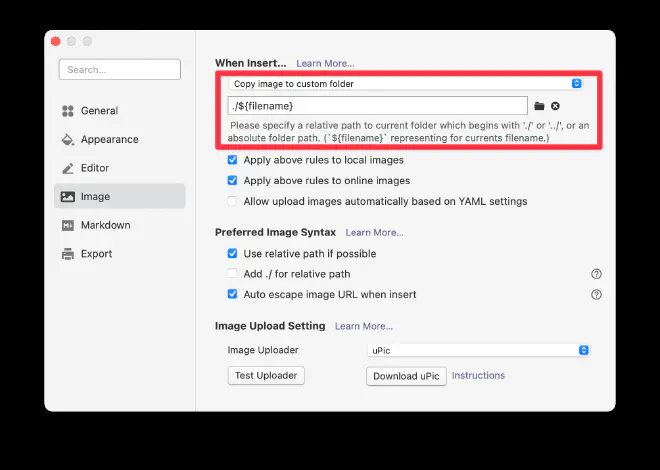 Search...
General
Appearance
Editor
Image
Markdown
Export
When Insert... Learn More...
Copy image to custom folder
./${filename}
Please specify a relative path to current folder which begins with './' or '../', or an
absolute folder path. (`${filename}` representing for currents filename.)
Apply above rules to local images
Apply above rules to online images
Allow upload images automatically based on YAML settings
Preferred Image Syntax Learn More...
Use relative path if possible
Add ./ for relative path
Auto escape image URL when insert
Image Upload Setting Learn More...
Image Uploader uPic
Test Uploader Download uPic Instructions